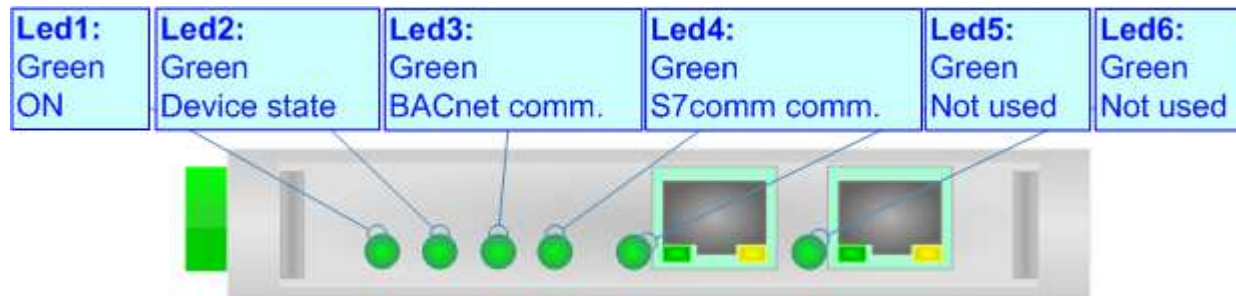 Led1:
Green
ON
Led2:
Green
Device state
Led3:
Green
BACnet comm.
Led4:
Green
S7comm comm.
Led5:
Green
Not used
Led6:
Green
Not used